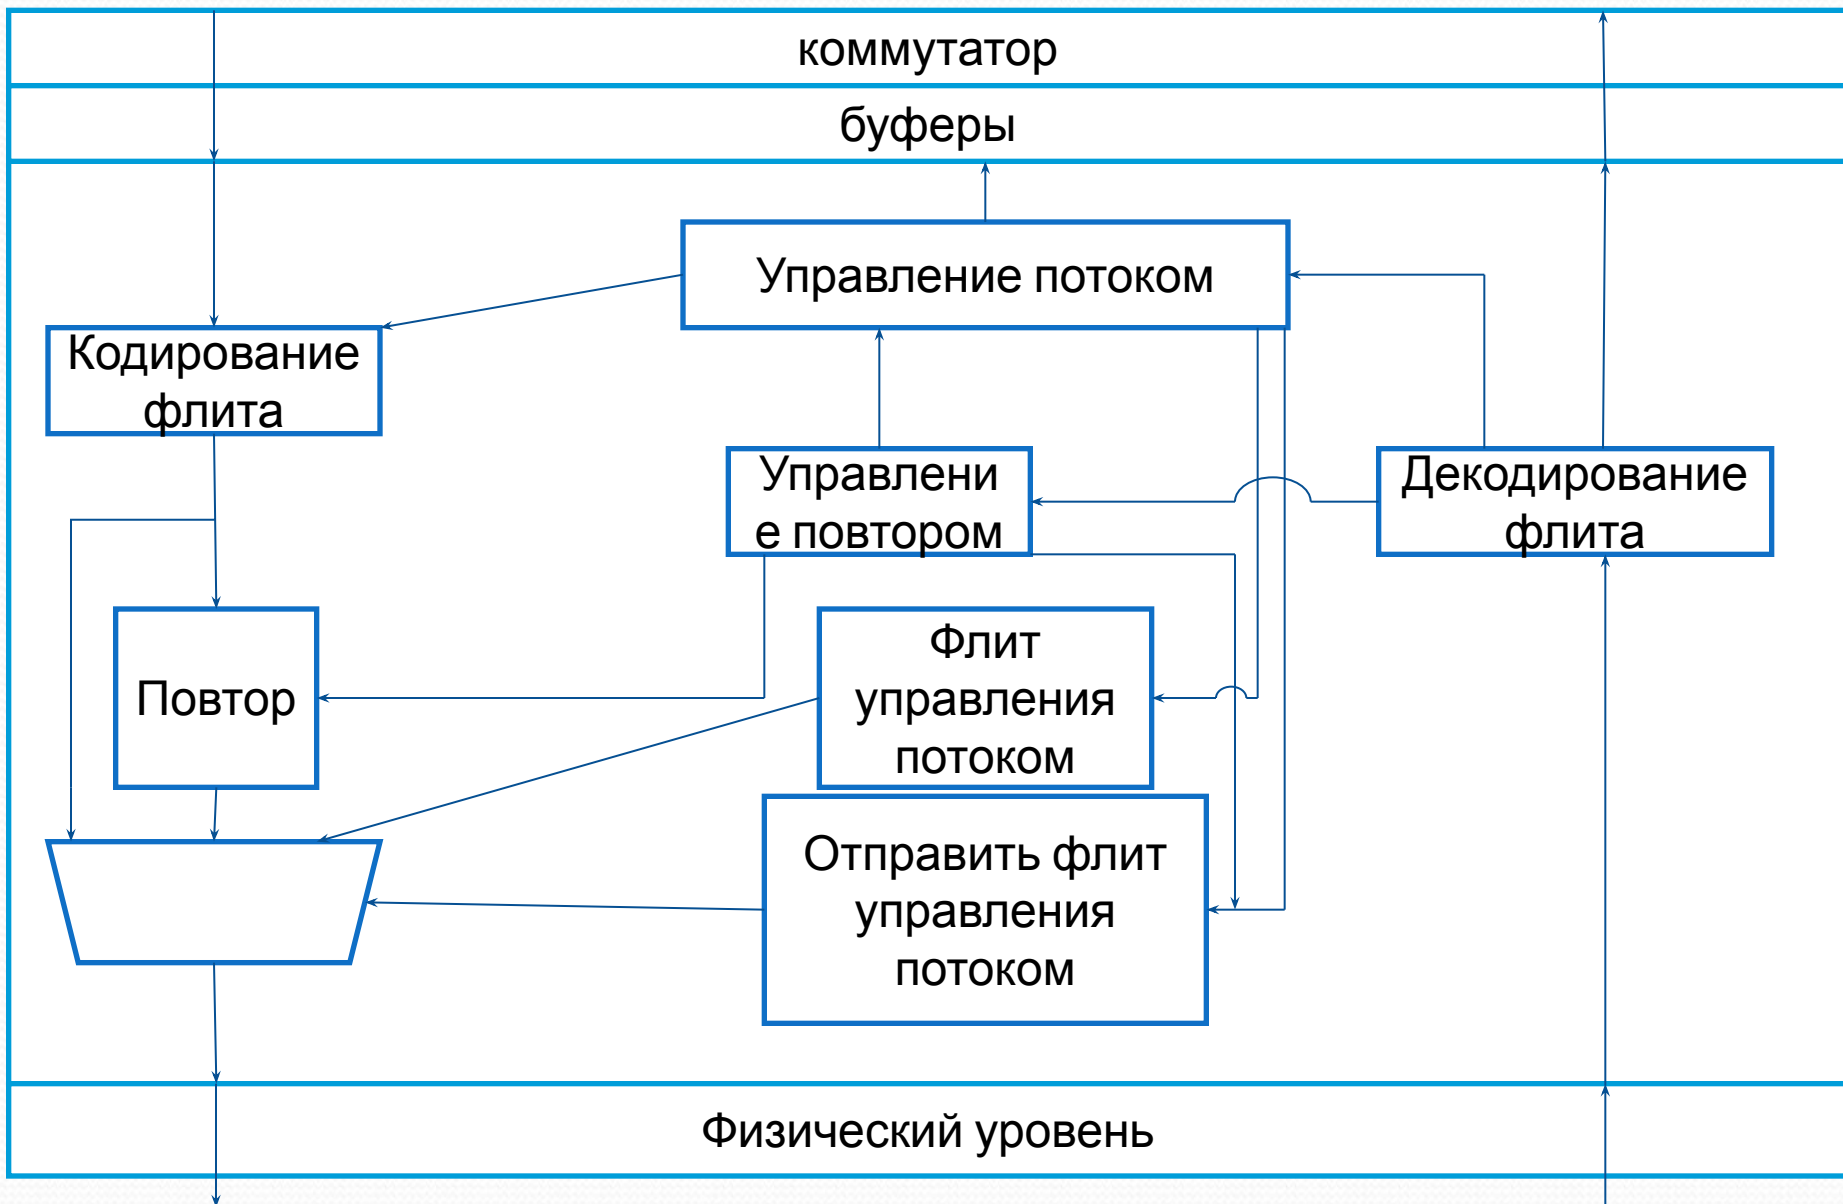 коммутатор
буферы
Управление потоком
Кодирование
флита
Управлени
е повтором
Декодирование
флита
Повтор
Флит
управления
потоком
Отправить флит
управления
потоком
Физический уровень